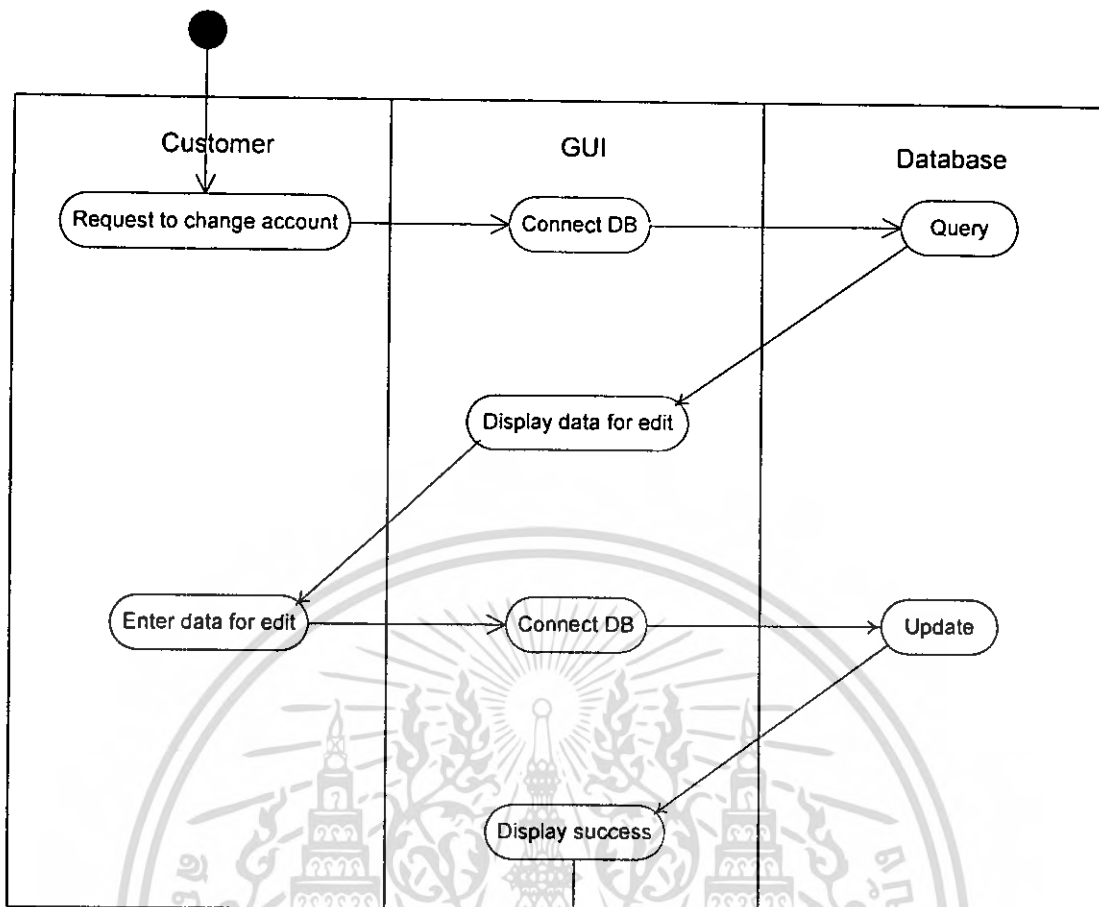 Customer
GUI
Database
Request to change account
Connect DB
Query
Display data for edit
Enter data for edit
Connect DB
Update
Display success